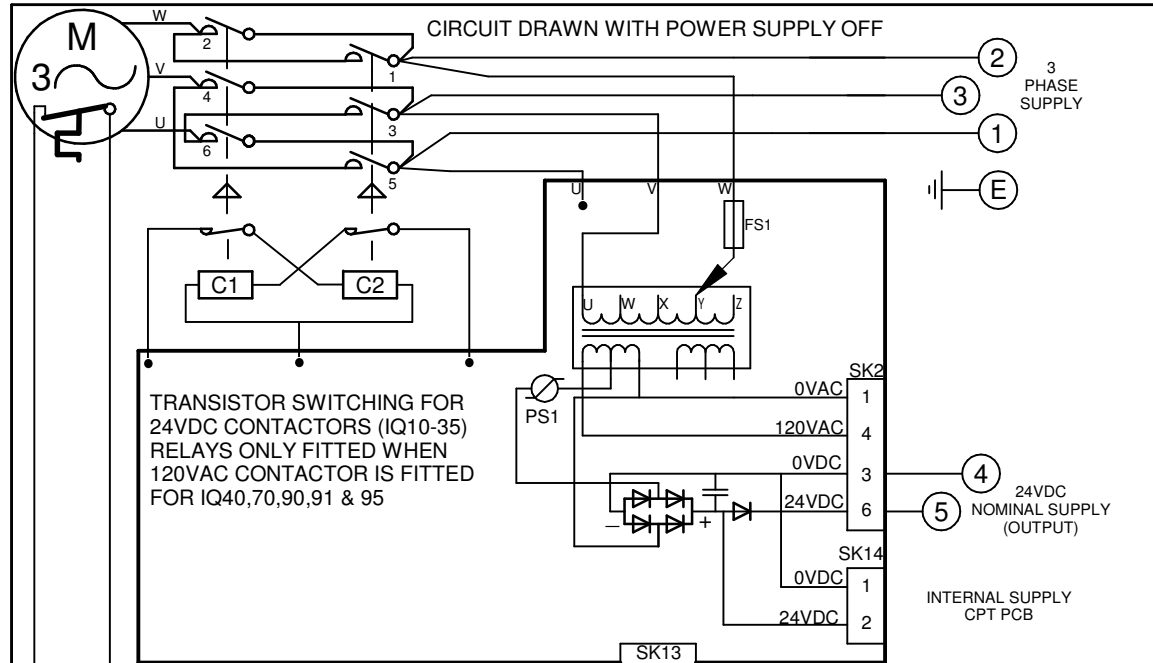 W
CIRCUIT DRAWN WITH POWER SUPPLY OFF
M
3
2
1
2
3
PHASE
SUPPLY
V
4
3
3
U
6
5
1
U
V
W
E
FS1
C1
C2
U
W
X
Y
Z
TRANSISTOR SWITCHING FOR
24VDC CONTACTORS (IQ10-35)
RELAYS ONLY FITTED WHEN
120VAC CONTACTOR IS FITTED
FOR IQ40,70,90,91 & 95
PS1
SK2
0VAC
1
120VAC
4
0VDC
3
4
24VDC
6
5
24VDC
NOMINAL SUPPLY
(OUTPUT)
–
+
SK14
0VDC
1
24VDC
2
INTERNAL SUPPLY
CPT PCB
SK13